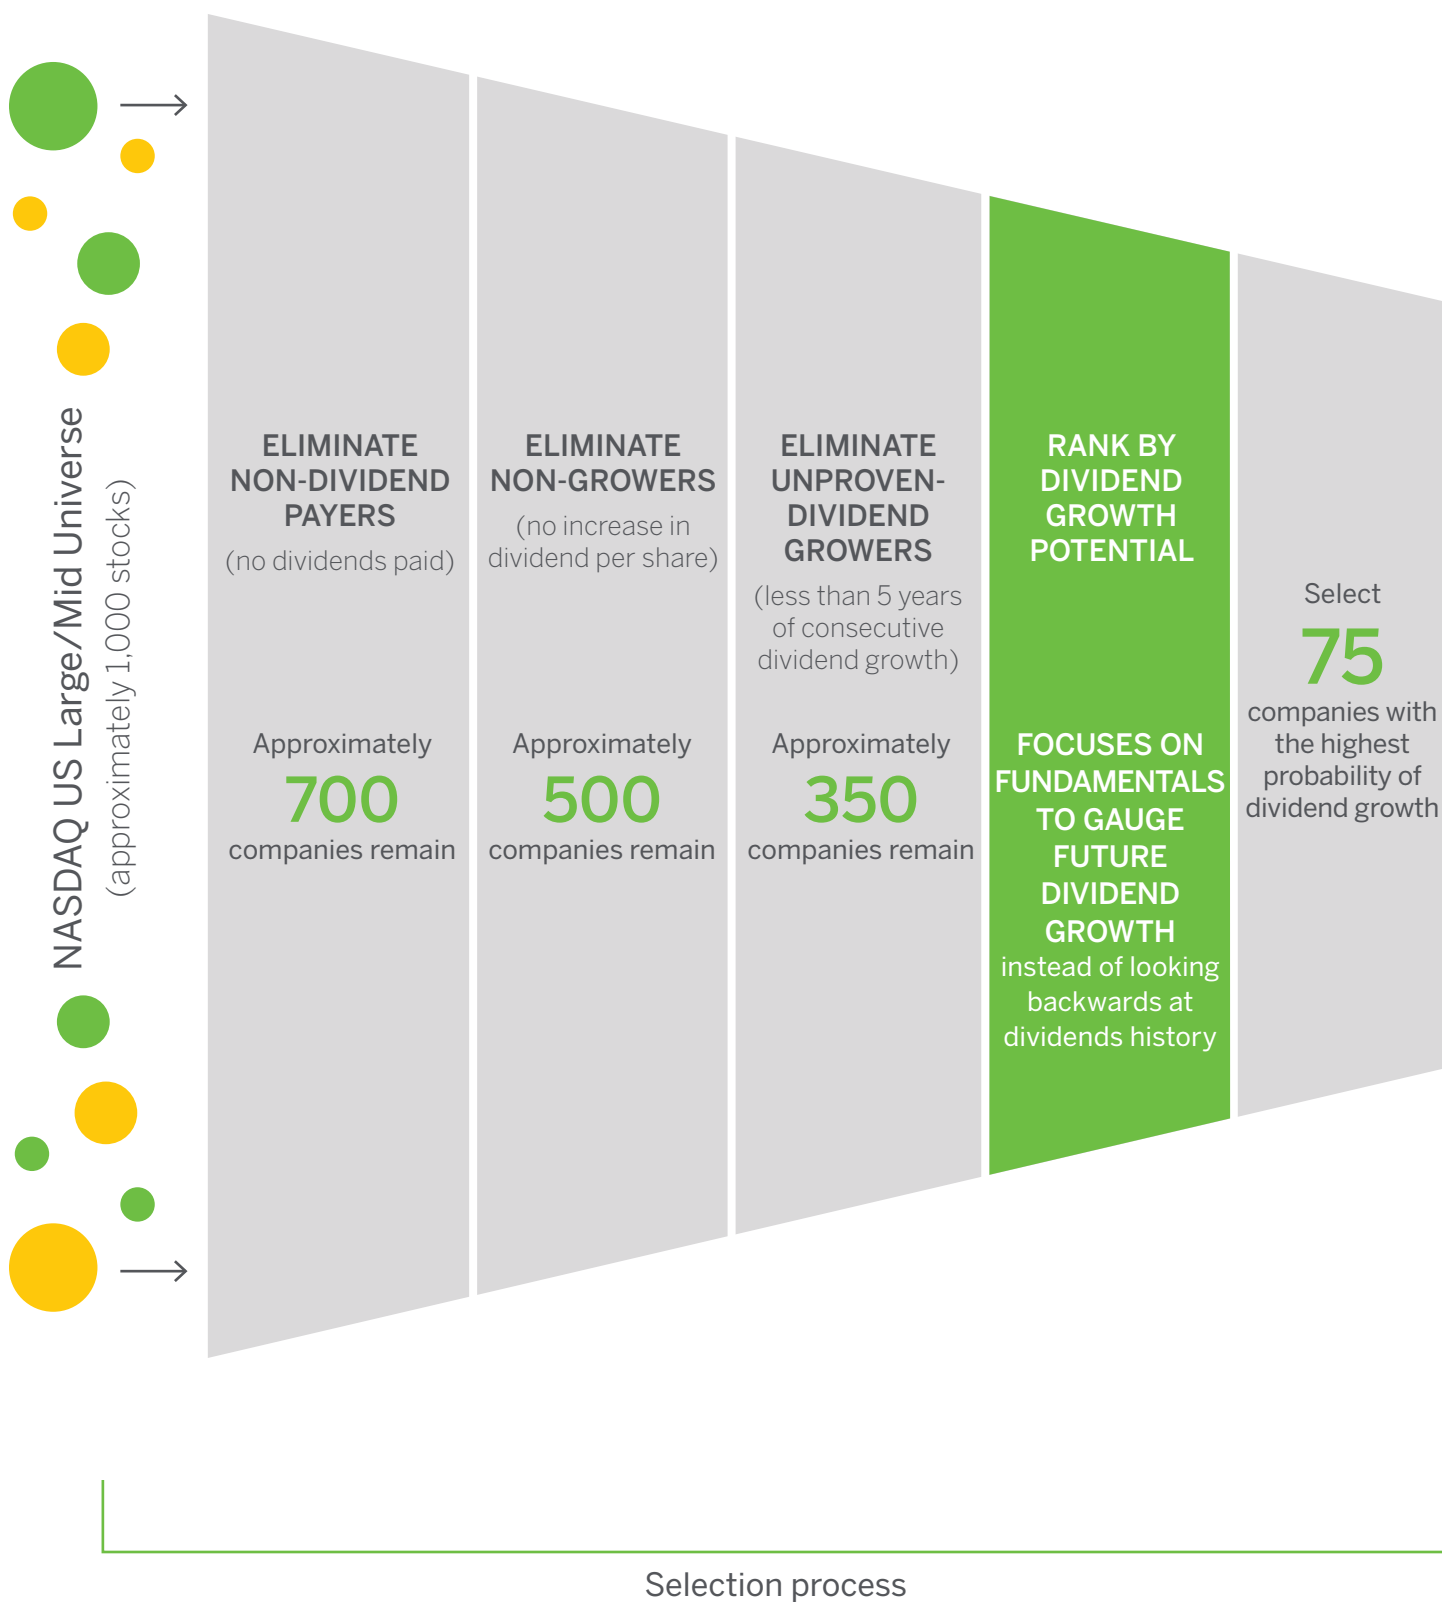 NASDAQ US Large/Mid Universe
(approximately 1,000 stocks)
ELIMINATE
NON-DIVIDEND
PAYERS
(no dividends paid)
Approximately
700
companies remain
ELIMINATE
NON-GROWERS
(no increase in
dividend per share)
Approximately
500
companies remain
ELIMINATE
UNPROVEN-
DIVIDEND
GROWERS
(less than 5 years
of consecutive
dividend growth)
Approximately
350
companies remain
RANK BY
DIVIDEND
GROWTH
POTENTIAL
FOCUSES ON
FUNDAMENTALS
TO GAUGE
FUTURE
DIVIDEND
GROWTH
instead of looking
backwards at
dividends history
Select
75
companies with
the highest
probability of
dividend growth
Selection process